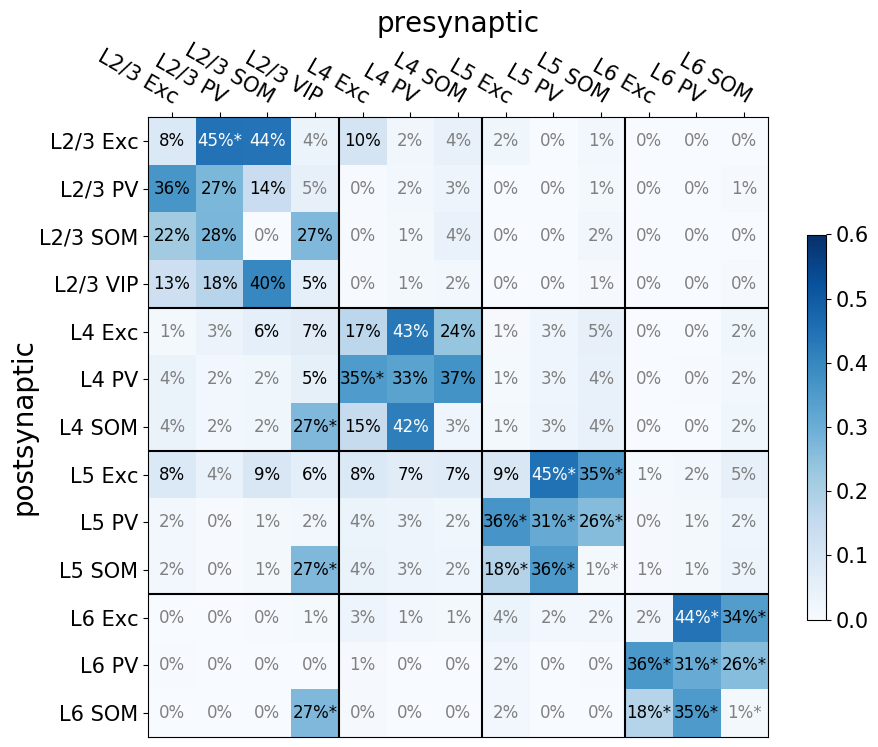 presynaptic
L2/3 Exc L2/3 PV L2/3 SOM L2/3 VIP L4 Exc L4 PV L4 SOM L5 Exc L5 PV L5 SOM L6 Exc L6 PV L6 SOM
postsynaptic
L2/3 Exc 8% 45%* 44% 4% 10% 2% 4% 2% 0% 1% 0% 0% 0%
L2/3 PV 36% 27% 14% 5% 0% 2% 3% 0% 0% 1% 0% 0% 1%
L2/3 SOM 22% 28% 0% 27% 0% 1% 4% 0% 0% 2% 0% 0% 0%
L2/3 VIP 13% 18% 40% 5% 0% 1% 2% 0% 0% 1% 0% 0% 0%
L4 Exc 1% 3% 6% 7% 17% 43% 24% 1% 3% 5% 0% 0% 2%
L4 PV 4% 2% 2% 5% 35%* 33% 37% 1% 3% 4% 0% 0% 2%
L4 SOM 4% 2% 2% 27%* 15% 42% 3% 1% 3% 4% 0% 0% 2%
L5 Exc 8% 4% 9% 6% 8% 7% 7% 9% 45%* 35%* 1% 2% 5%
L5 PV 2% 0% 1% 2% 4% 3% 2% 36%* 31%* 26%* 0% 1% 2%
L5 SOM 2% 0% 1% 27%* 4% 3% 2% 18%* 36%* 1%* 1% 1% 3%
L6 Exc 0% 0% 0% 1% 3% 1% 1% 4% 2% 2% 2% 44%* 34%*
L6 PV 0% 0% 0% 0% 1% 0% 0% 2% 0% 0% 36%* 31%* 26%*
L6 SOM 0% 0% 0% 27%* 0% 0% 0% 2% 0% 0% 18%* 35%* 1%*
0.6
0.5
0.4
0.3
0.2
0.1
0.0